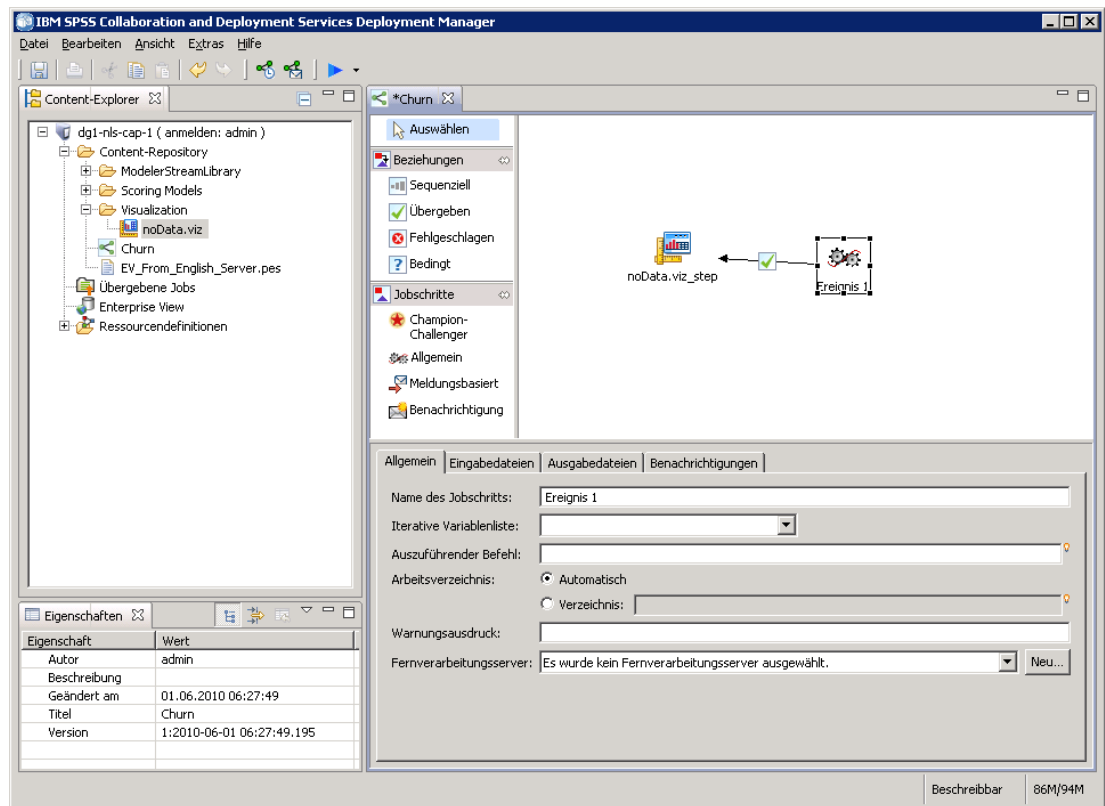 IBM SPSS Collaboration and Deployment Services Deployment Manager
Datei Bearbeiten Ansicht Extras Hilfe
Content-Explorer
dg1-nls-cap-1 ( anmelden: admin )
Content-Repository
ModelerStreamLibrary
Scoring Models
Visualization
noData.viz
Churn
EV_From_English_Server.pes
Übergebene Jobs
Enterprise View
Ressourcendefinitionen
*Churn
Auswählen
Beziehungen
Sequenziell
Übergeben
Fehlgeschlagen
Bedingt
Jobschritte
Champion-
Challenger
Allgemein
Meldungsbasiert
Benachrichtigung
noData.viz_step
Ereignis 1
Eigenschaften
Eigenschaft Wert
Autor admin
Beschreibung
Geändert am 01.06.2010 06:27:49
Titel Churn
Version 1:2010-06-01 06:27:49.195
Allgemein Eingabedateien Ausgabedateien Benachrichtigungen
Name des Jobschritts: Ereignis 1
Iterative Variablenliste:
Auszuführender Befehl:
Arbeitsverzeichnis: Automatisch
Verzeichnis:
Warnungsausdruck:
Fernverarbeitungsserver: Es wurde kein Fernverarbeitungsserver ausgewählt. Neu...
Beschreibbar 86M/94M